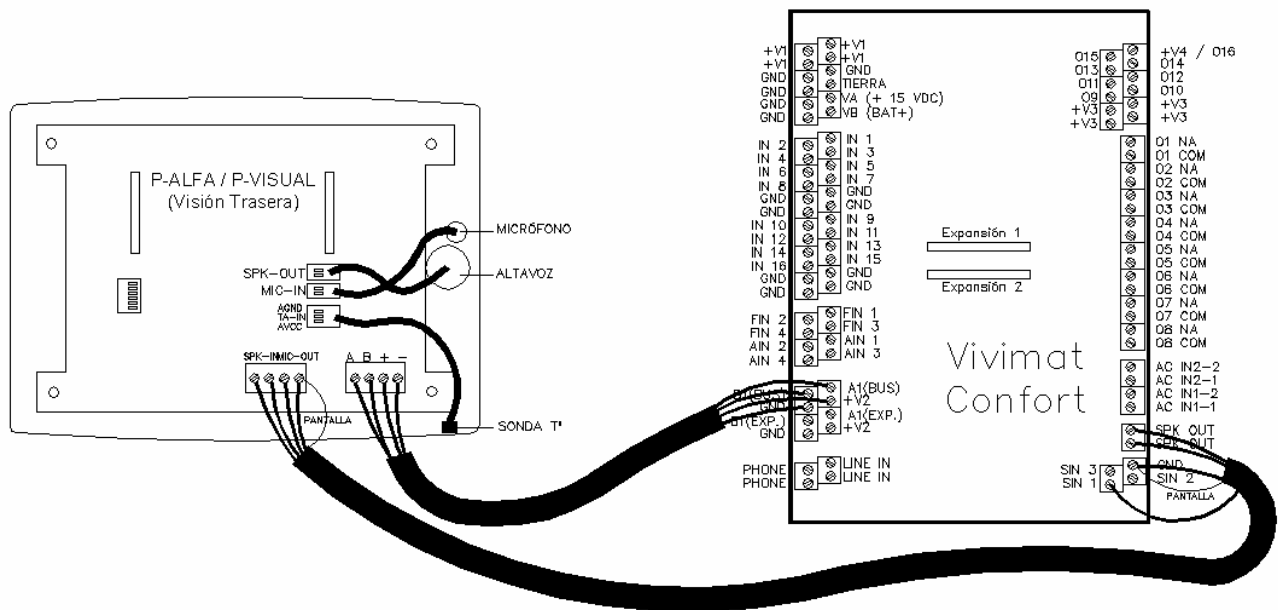 P-ALFA / P-VISUAL
(Visión Trasera)
MICRÓFONO
ALTAVOZ
SPK-OUT
MIC-IN
AGND
TA-IN
AVCC
SPK-IN MIC-OUT
A B + -
PANTALLA
SONDA Tª
+V1
+V1
GND
GND
GND
GND
+V1
+V1
GND
TIERRA
VA (+ 15 VDC)
VB (BAT+)
IN 2
IN 4
IN 6
IN 8
GND
GND
IN 10
IN 12
IN 14
IN 16
GND
GND
IN 1
IN 3
IN 5
IN 7
GND
GND
IN 9
IN 11
IN 13
IN 15
GND
GND
FIN 2
FIN 4
AIN 2
AIN 4
FIN 1
FIN 3
AIN 1
AIN 3
B1(BUS)
GND
B1(EXP.)
GND
A1(BUS)
+V2
A1(EXP.)
+V2
PHONE
PHONE
LINE IN
LINE IN
Expansión 1
Expansión 2
Vivimat
Confort
O15
O13
O11
O9
+V3
+V3
+V4 / O16
O14
O12
O10
+V3
+V3
O1 NA
O1 COM
O2 NA
O2 COM
O3 NA
O3 COM
O4 NA
O4 COM
O5 NA
O5 COM
O6 NA
O6 COM
O7 NA
O7 COM
O8 NA
O8 COM
AC IN2-2
AC IN2-1
AC IN1-2
AC IN1-1
SPK OUT
SPK OUT
SIN 3
SIN 1
GND
SIN 2
PANTALLA